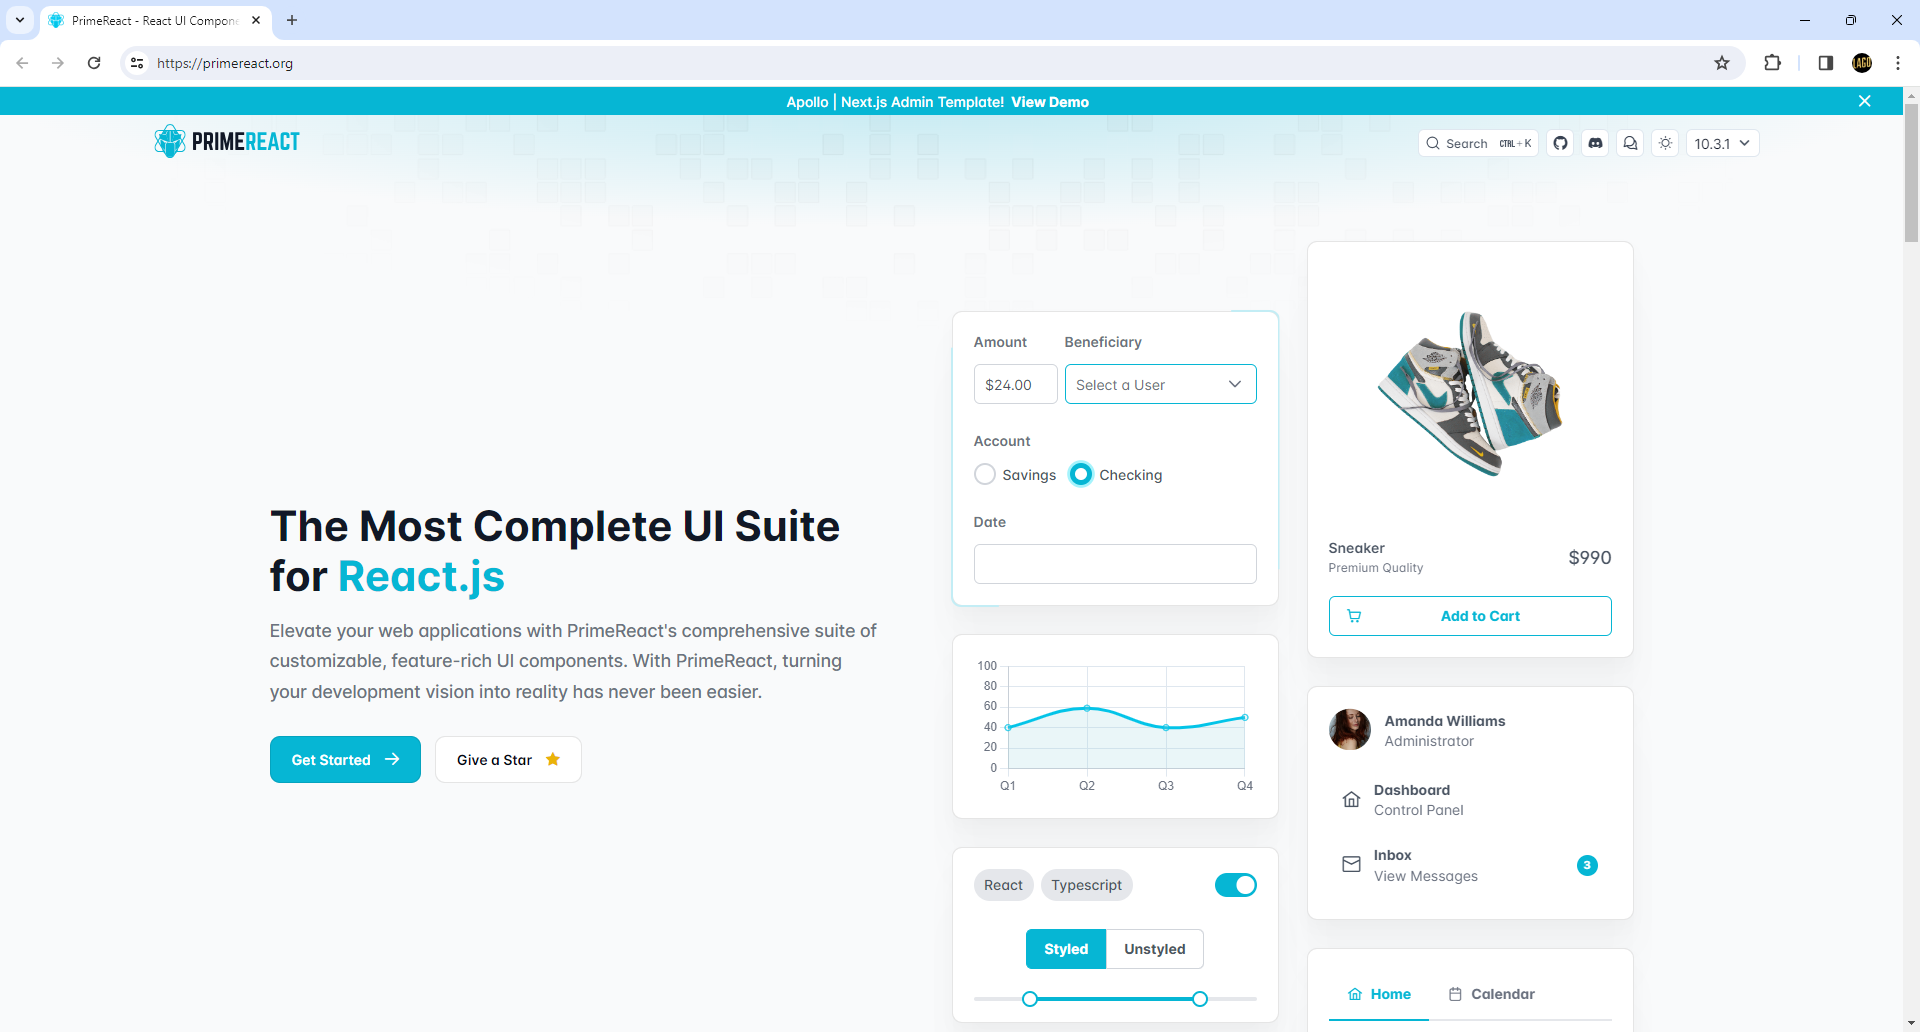 PrimeReact - React UI Compone
https://primereact.org
Apollo | Next.js Admin Template! View Demo
PRIMEREACT
Search CTRL+K
10.3.1
The Most Complete UI Suite
for React.js
Elevate your web applications with PrimeReact's comprehensive suite of
customizable, feature-rich UI components. With PrimeReact, turning
your development vision into reality has never been easier.
Get Started
Give a Star
Amount Beneficiary
$24.00 Select a User
Account
Savings Checking
Date
100
80
60
40
20
0
Q1 Q2 Q3 Q4
React Typescript
Styled Unstyled
Sneaker
Premium Quality
$990
Add to Cart
Amanda Williams
Administrator
Dashboard
Control Panel
Inbox
View Messages
3
Home Calendar